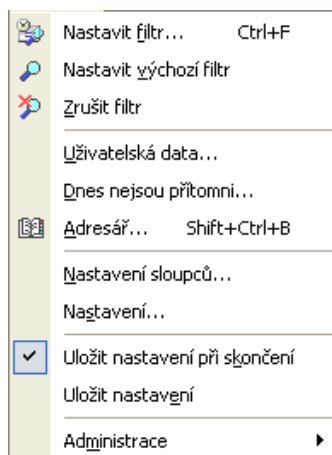 Nastavit filtr... Ctrl+F
Nastavit výchozí filtr
Zrušit filtr
Uživatelská data...
Dnes nejsou přítomni...
Adresář... Shift+Ctrl+B
Nastavení sloupců...
Nastavení...
Uložit nastavení při skončení
Uložit nastavení
Administrace